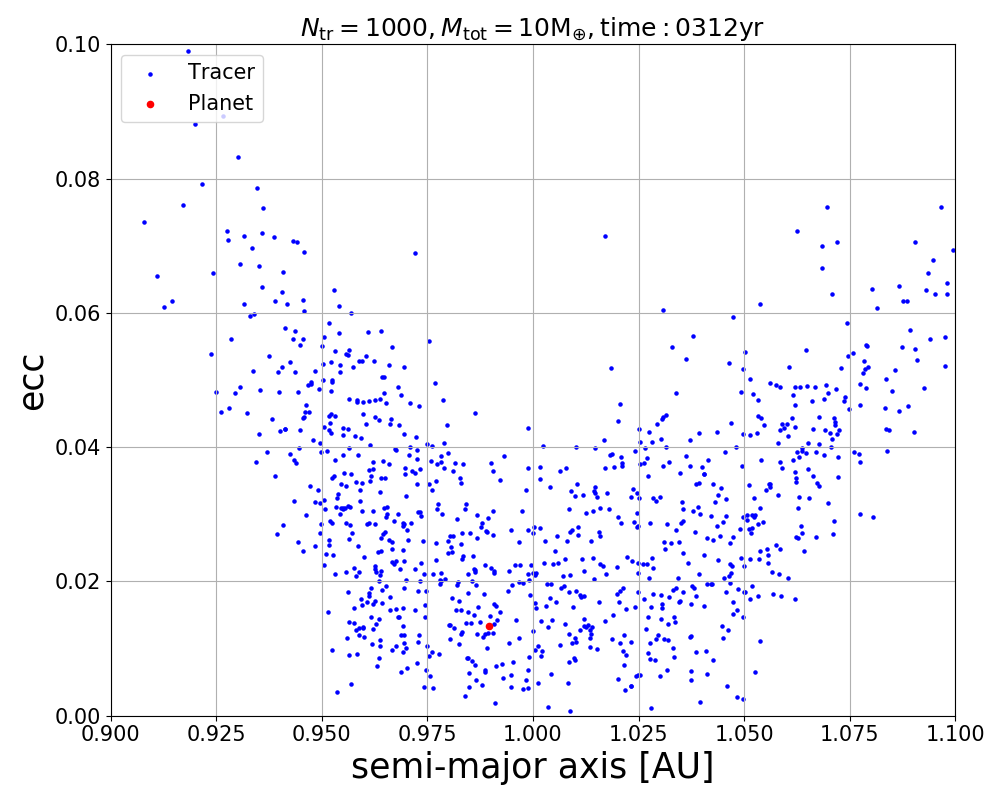 N_tr = 1000, M_tot = 10M_⊕, time : 0312yr
0.10
Tracer
Planet
0.08
0.06
ecc
0.04
0.02
0.00
0.900 0.925 0.950 0.975 1.000 1.025 1.050 1.075 1.100
semi-major axis [AU]